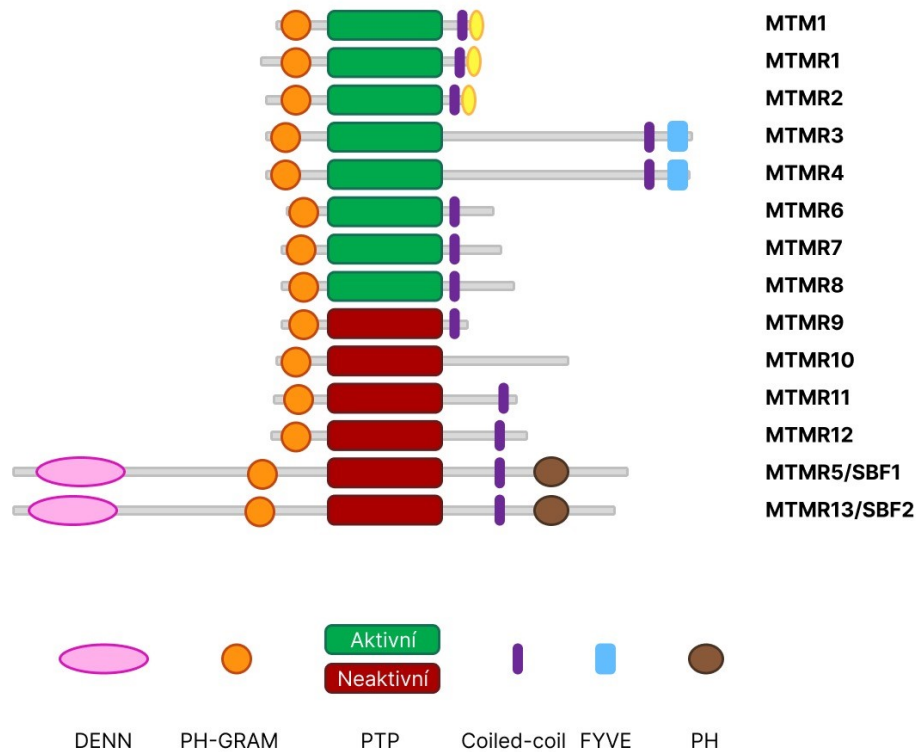 MTM1
MTMR1
MTMR2
MTMR3
MTMR4
MTMR6
MTMR7
MTMR8
MTMR9
MTMR10
MTMR11
MTMR12
MTMR5/SBF1
MTMR13/SBF2
Aktivní
Neaktivní
DENN PH-GRAM PTP Coiled-coil FYVE PH